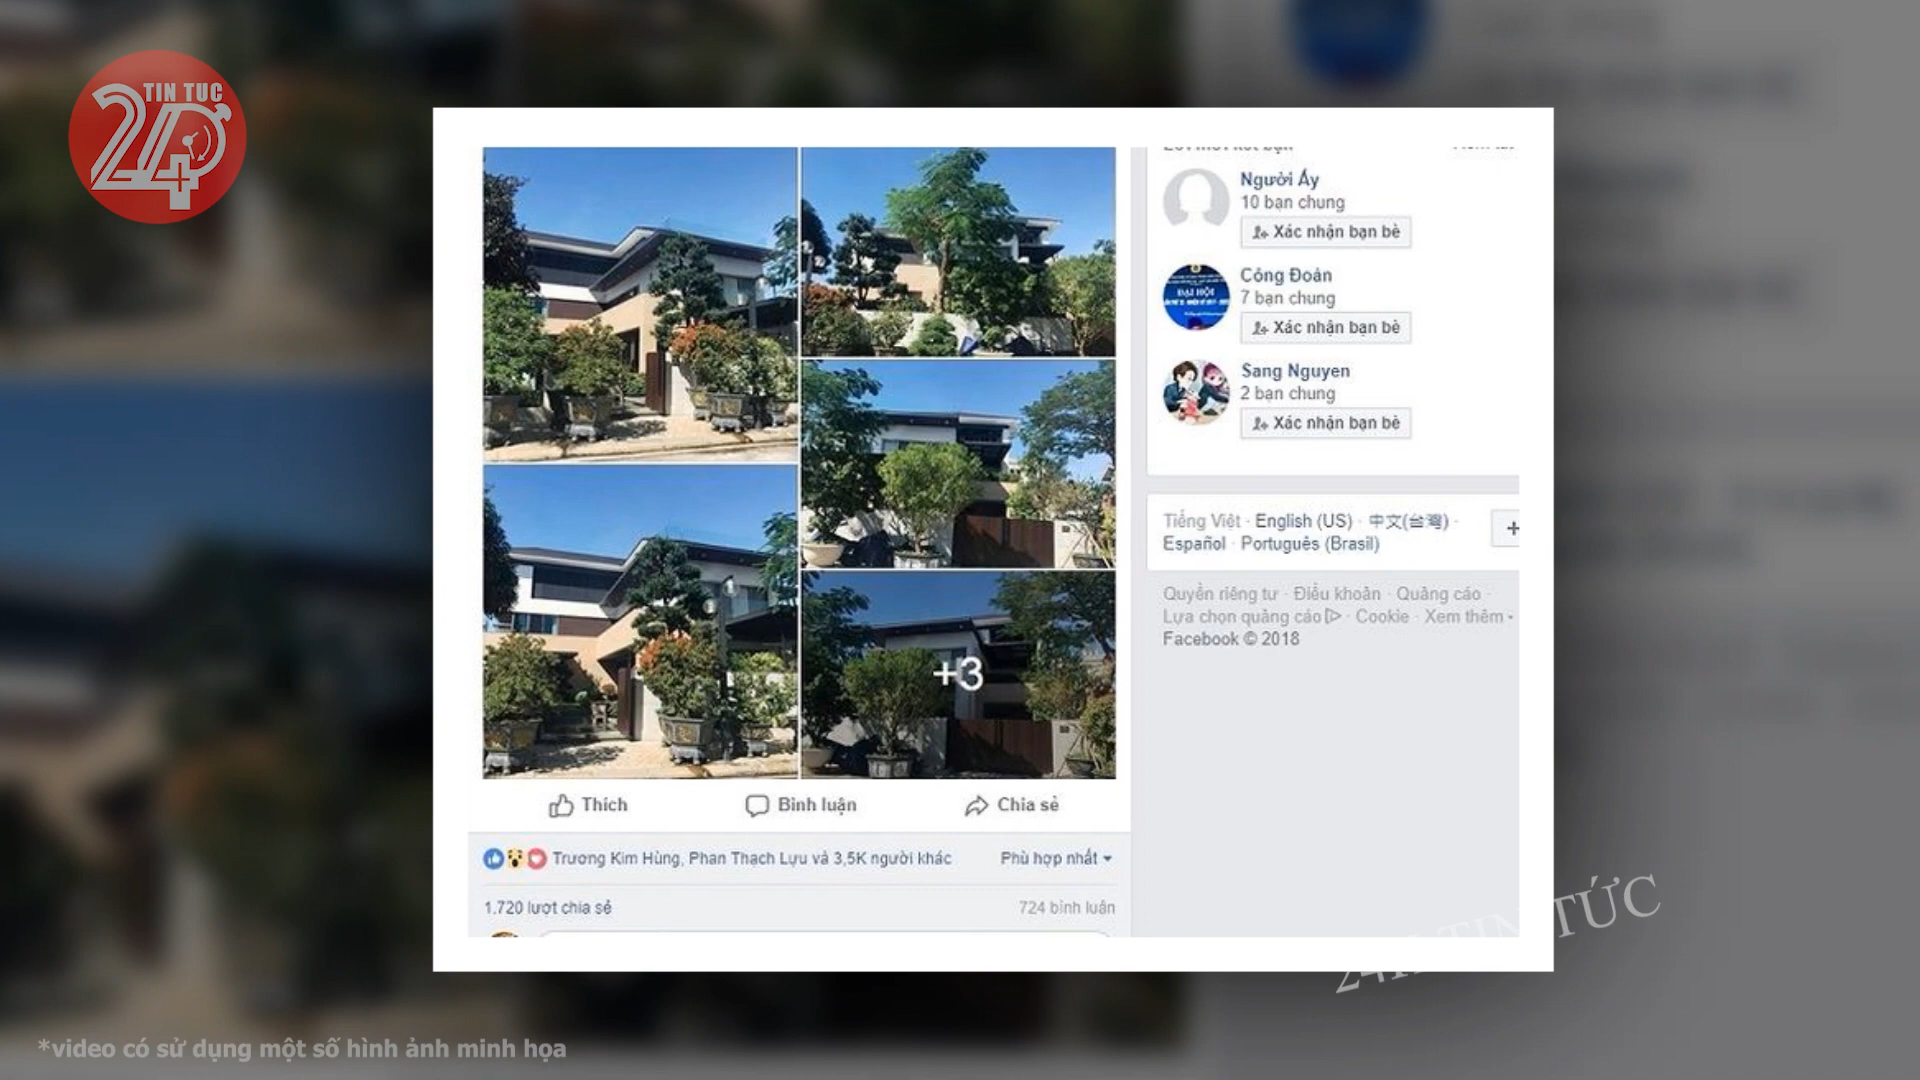 TIN TỨC
24
Người Ấy
10 bạn chung
Xác nhận bạn bè
Công Đoàn
7 bạn chung
ĐẠI HỘI
Xác nhận bạn bè
Sang Nguyen
2 bạn chung
Xác nhận bạn bè
Tiếng Việt · English (US) · 中文(台灣) ·
Español · Português (Brasil)
+
Quyền riêng tư · Điều khoản · Quảng cáo ·
Lựa chọn quảng cáo · Cookie · Xem thêm
Facebook © 2018
+3
Thích
Bình luận
Chia sẻ
Trương Kim Hùng, Phan Thạch Lựu và 3,5K người khác
Phù hợp nhất
1.720 lượt chia sẻ
724 bình luận
24H TIN TỨC
*video có sử dụng một số hình ảnh minh họa